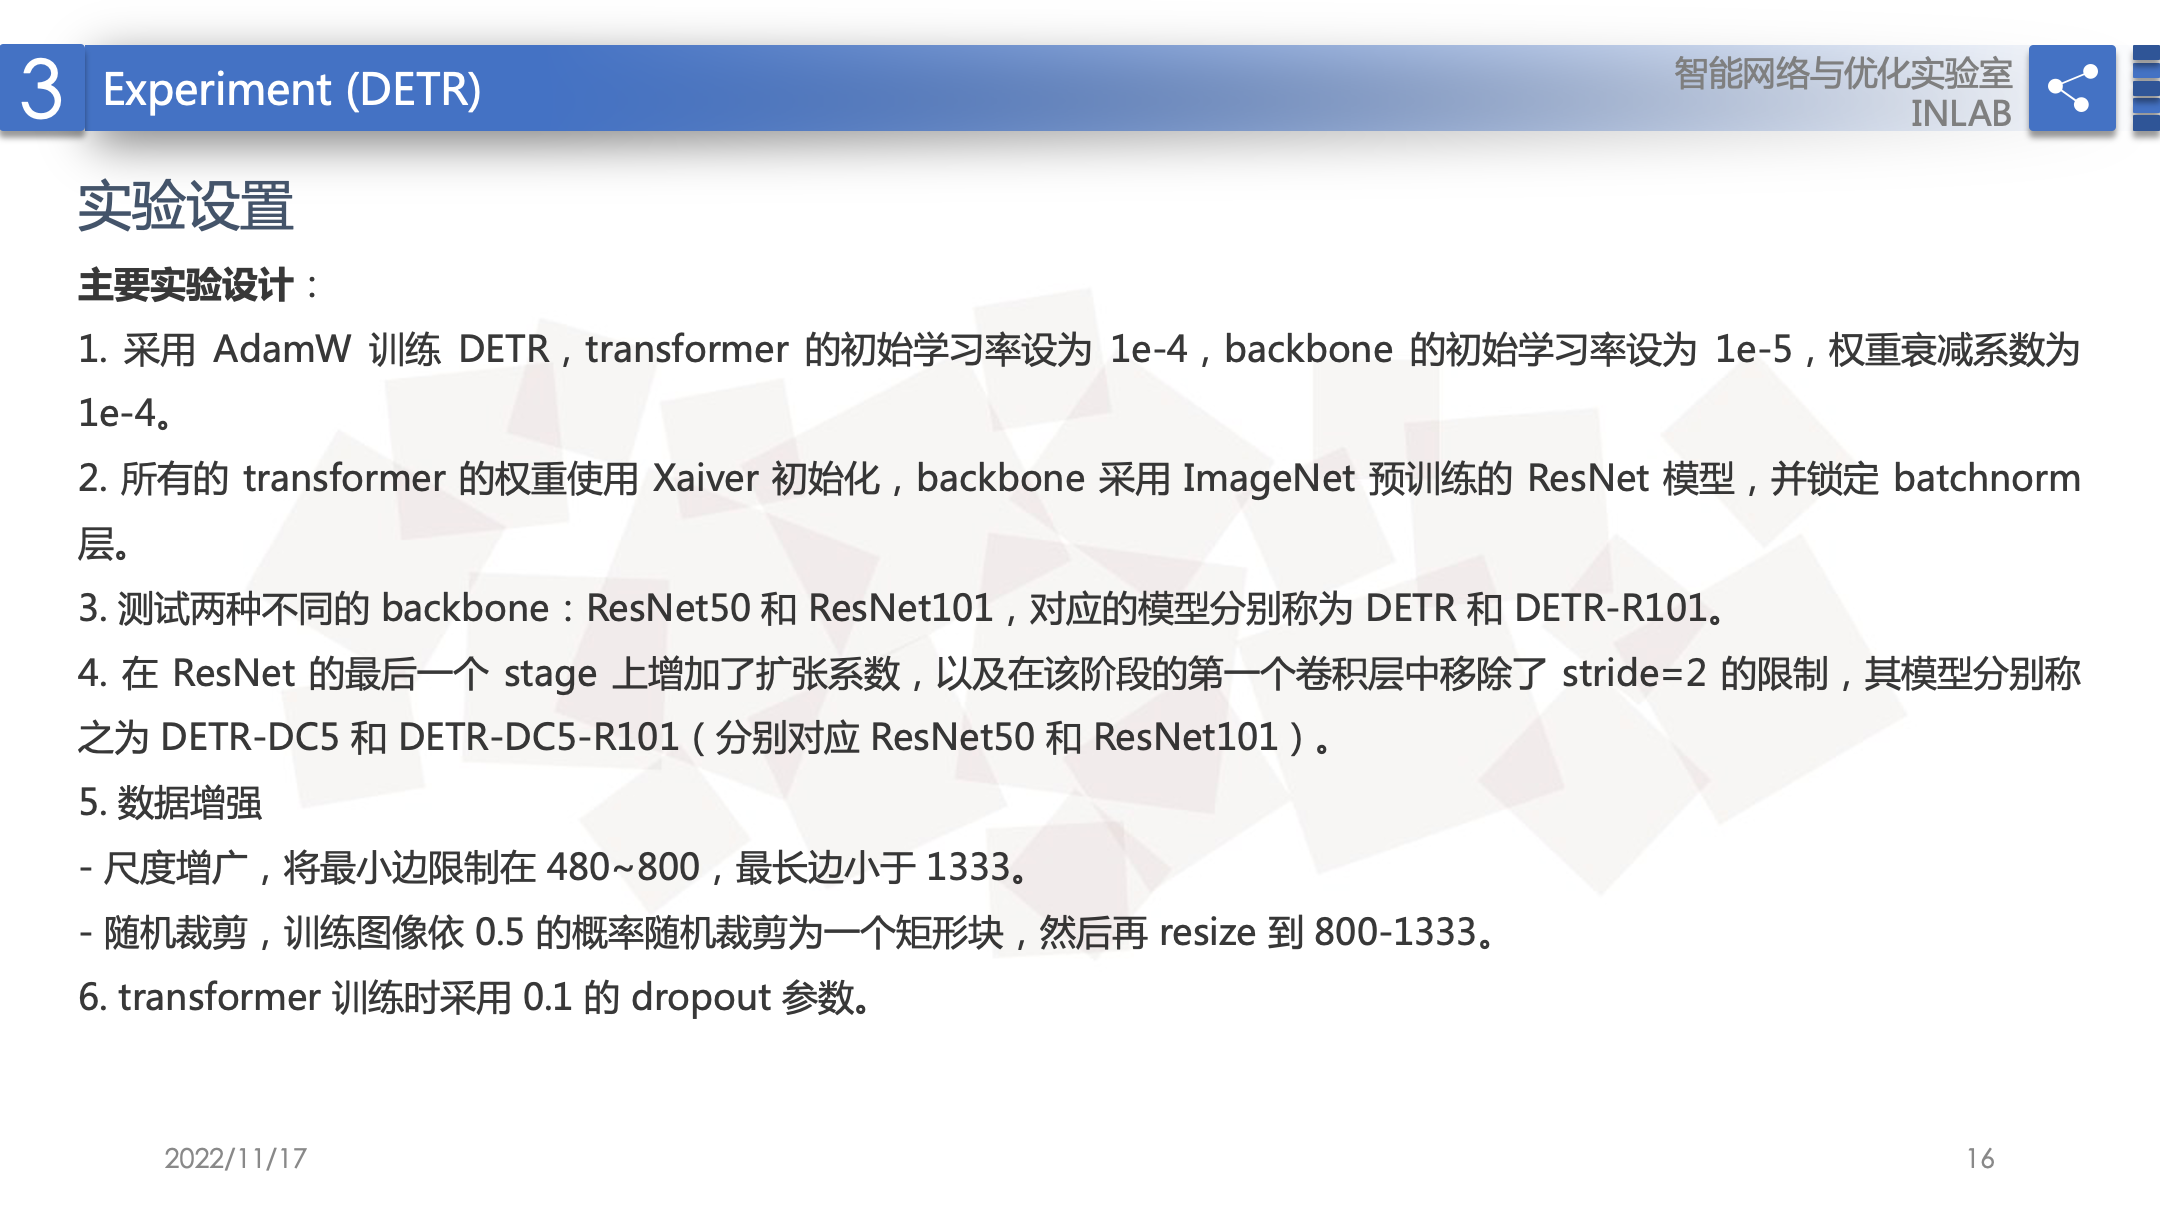 3
Experiment (DETR)
智能网络与优化实验室
INLAB
实验设置
主要实验设计：
1. 采用 AdamW 训练 DETR，transformer 的初始学习率设为 1e-4，backbone 的初始学习率设为 1e-5，权重衰减系数为
1e-4。
2. 所有的 transformer 的权重使用 Xaiver 初始化，backbone 采用 ImageNet 预训练的 ResNet 模型，并锁定 batchnorm
层。
3. 测试两种不同的 backbone：ResNet50 和 ResNet101，对应的模型分别称为 DETR 和 DETR-R101。
4. 在 ResNet 的最后一个 stage 上增加了扩张系数，以及在该阶段的第一个卷积层中移除了 stride=2 的限制，其模型分别称
之为 DETR-DC5 和 DETR-DC5-R101（分别对应 ResNet50 和 ResNet101）。
5. 数据增强
- 尺度增广，将最小边限制在 480~800，最长边小于 1333。
- 随机裁剪，训练图像依 0.5 的概率随机裁剪为一个矩形块，然后再 resize 到 800-1333。
6. transformer 训练时采用 0.1 的 dropout 参数。
2022/11/17
16